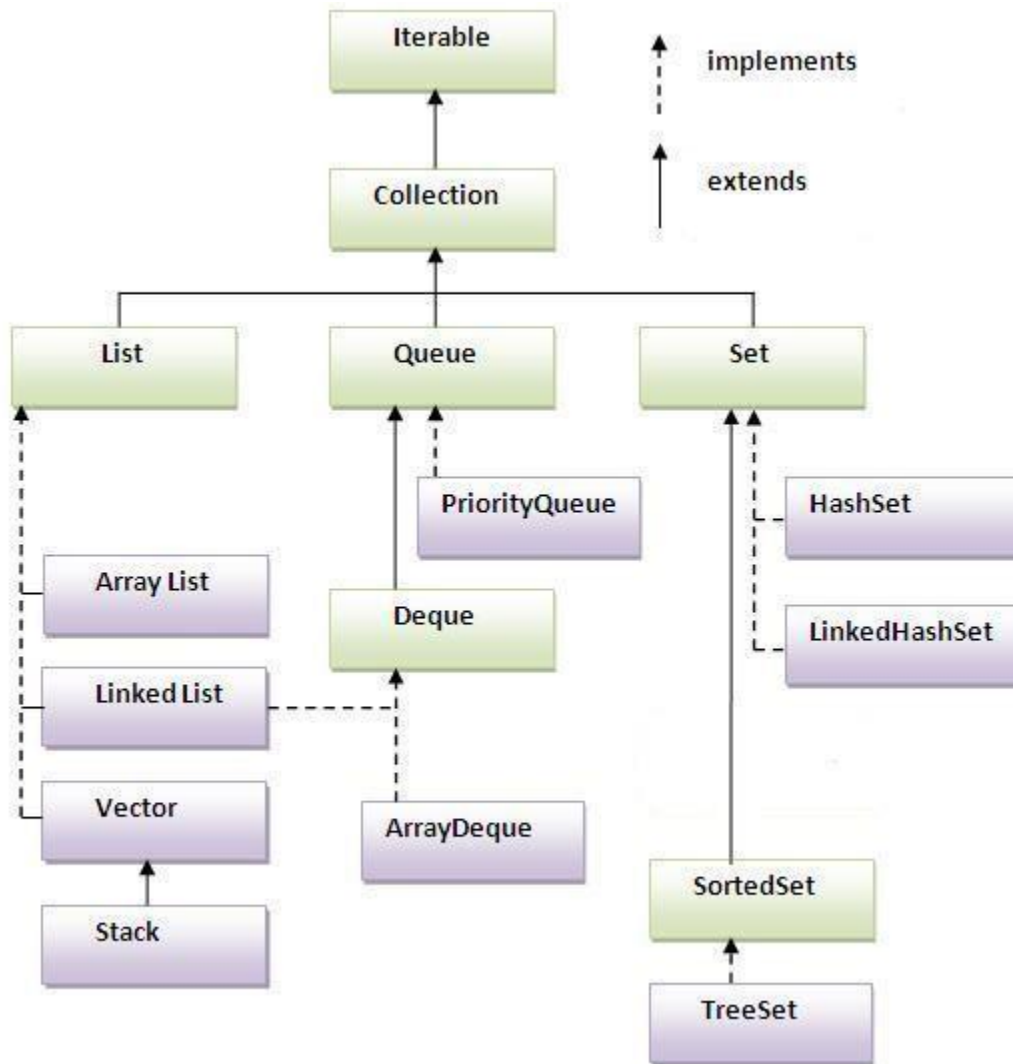 Iterable
implements
Collection
extends
List
Queue
Set
PriorityQueue
HashSet
Array List
Deque
LinkedHashSet
Linked List
Vector
ArrayDeque
SortedSet
Stack
TreeSet